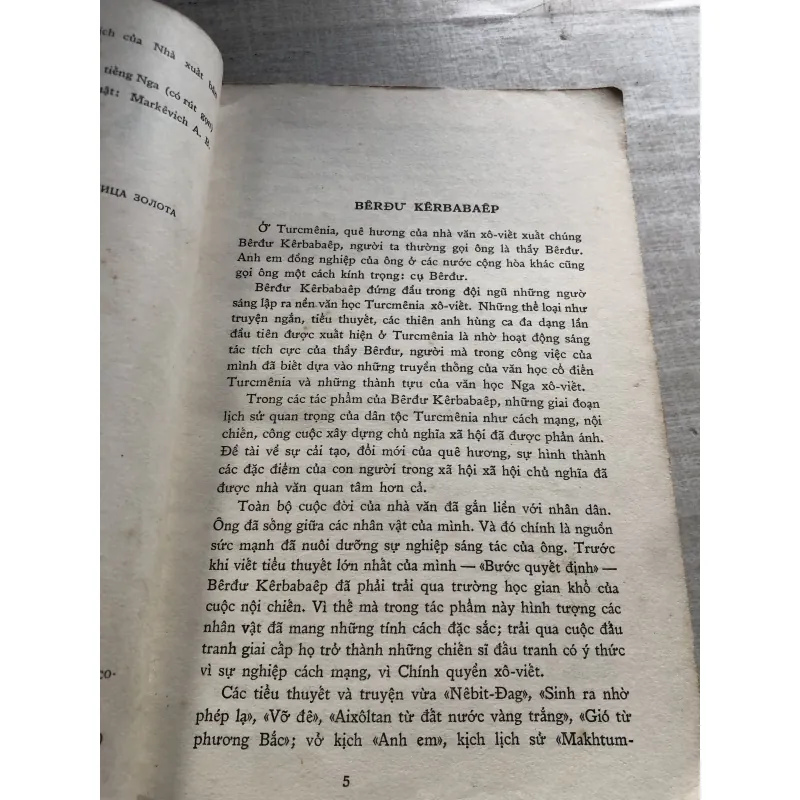 ích của Nhà xuất bản
tiếng Nga (có rút gọn)
uật: Markêvich A. B.
ИЦА ЗОЛОТА
BÊRĐƯ KÊRBABAÊP
Ở Turcmênia, quê hương của nhà văn xô-viết xuất chúng
Bêrđư Kêrbabaêp, người ta thường gọi ông là thầy Bêrđư.
Anh em đồng nghiệp của ông ở các nước cộng hòa khác cũng
gọi ông một cách kính trọng: cụ Bêrđư.
Bêrđư Kêrbabaêp đứng đầu trong đội ngũ những người
sáng lập ra nền văn học Turcmênia xô-viết. Những thể loại như
truyện ngắn, tiểu thuyết, các thiên anh hùng ca đa dạng lần
đầu tiên được xuất hiện ở Turcmênia là nhờ hoạt động sáng
tác tích cực của thầy Bêrđư, người mà trong công việc của
mình đã biết dựa vào những truyền thống của văn học cổ điển
Turcmênia và những thành tựu của văn học Nga xô-viết.
Trong các tác phẩm của Bêrđư Kêrbabaêp, những giai đoạn
lịch sử quan trọng của dân tộc Turcmênia như cách mạng, nội
chiến, công cuộc xây dựng chủ nghĩa xã hội đã được phản ánh.
Đề tài về sự cải tạo, đổi mới của quê hương, sự hình thành
các đặc điểm của con người trong xã hội xã hội chủ nghĩa đã
được nhà văn quan tâm hơn cả.
Toàn bộ cuộc đời của nhà văn đã gắn liền với nhân dân.
Ông đã sống giữa các nhân vật của mình. Và đó chính là nguồn
sức mạnh đã nuôi dưỡng sự nghiệp sáng tác của ông. Trước
khi viết tiểu thuyết lớn nhất của mình — «Bước quyết định» —
Bêrđư Kêrbabaêp đã phải trải qua trường học gian khổ của
cuộc nội chiến. Vì thế mà trong tác phẩm này hình tượng các
nhân vật đã mang những tính cách đặc sắc; trải qua cuộc đấu
tranh giai cấp họ trở thành những chiến sĩ đấu tranh có ý thức
vì sự nghiệp cách mạng, vì Chính quyền xô-viết.
Các tiểu thuyết và truyện vừa «Nêbit-Đag», «Sinh ra nhờ
phép lạ», «Vỡ đê», «Aixôltan từ đất nước vàng trắng», «Gió từ
phương Bắc»; vở kịch «Anh em», kịch lịch sử «Makhtum-
5
co-
)